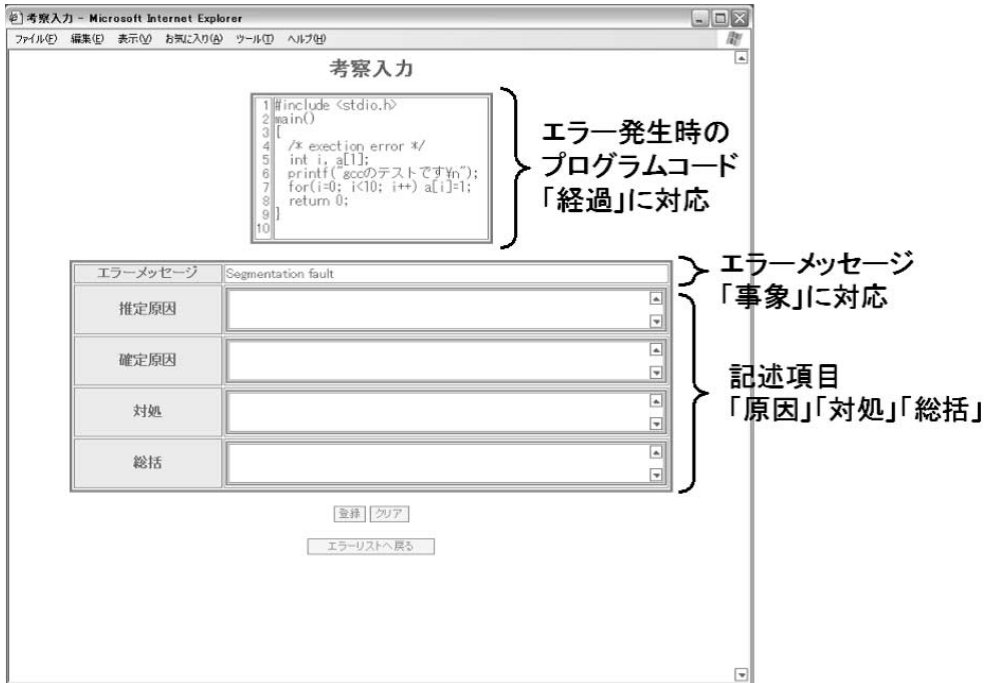 考察入力 - Microsoft Internet Explorer
ファイル(F) 編集(E) 表示(V) お気に入り(A) ツール(T) ヘルプ(H)
考察入力
1 #include <stdio.h>
2 main()
3 [
4 /* exection error */
5 int i, a[1];
6 printf("gccのテストです¥n");
7 for(i=0; i<10; i++) a[i]=1;
8 return 0;
9 ]
10
エラー発生時の
プログラムコード
「経過」に対応
エラーメッセージ Segmentation fault
エラーメッセージ
「事象」に対応
推定原因
確定原因
対処
総括
記述項目
「原因」「対処」「総括」
登録 クリア
エラーリストへ戻る